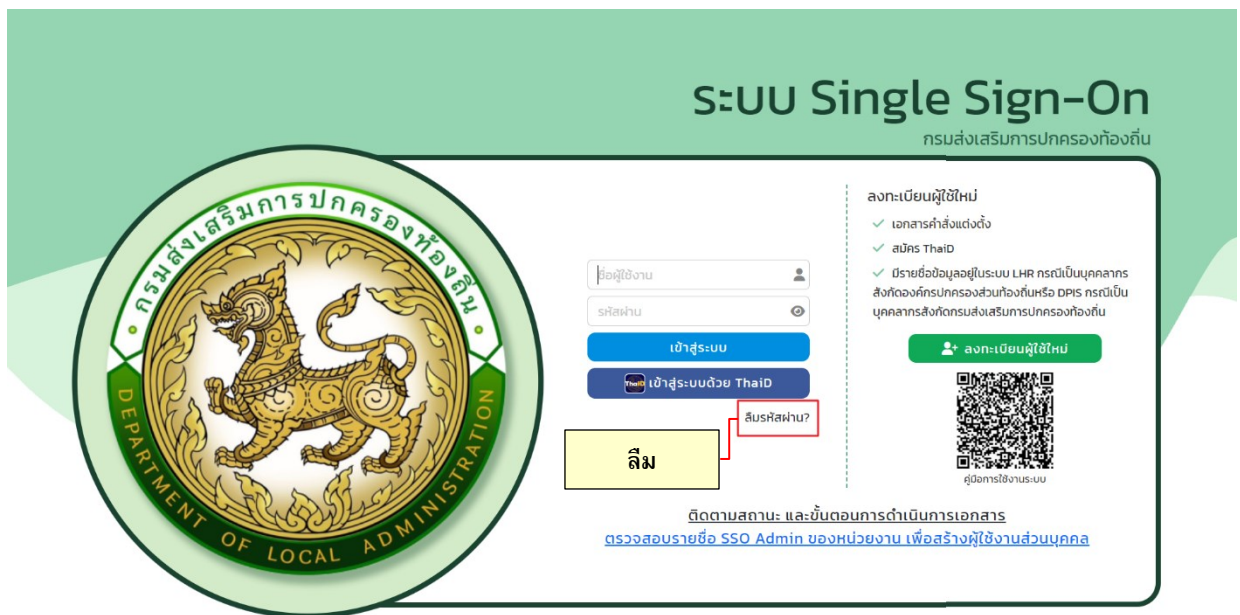 ระบบ Single Sign-On
กรมส่งเสริมการปกครองท้องถิ่น
กรมส่งเสริมการปกครองท้องถิ่น
DEPARTMENT OF LOCAL ADMINISTRATION
ชื่อผู้ใช้งาน
รหัสผ่าน
เข้าสู่ระบบ
ThaiD เข้าสู่ระบบด้วย ThaiD
ลืมรหัสผ่าน?
ลืม
ลงทะเบียนผู้ใช้ใหม่
เอกสารคำสั่งแต่งตั้ง
สมัคร ThaiD
มีรายชื่อข้อมูลอยู่ในระบบ LHR กรณีเป็นบุคลากร
สังกัดองค์กรปกครองส่วนท้องถิ่นหรือ DPIS กรณีเป็น
บุคลากรสังกัดกรมส่งเสริมการปกครองท้องถิ่น
ลงทะเบียนผู้ใช้ใหม่
คู่มือการใช้งานระบบ
ติดตามสถานะ และขั้นตอนการดำเนินการเอกสาร
ตรวจสอบรายชื่อ SSO Admin ของหน่วยงาน เพื่อสร้างผู้ใช้งานส่วนบุคคล